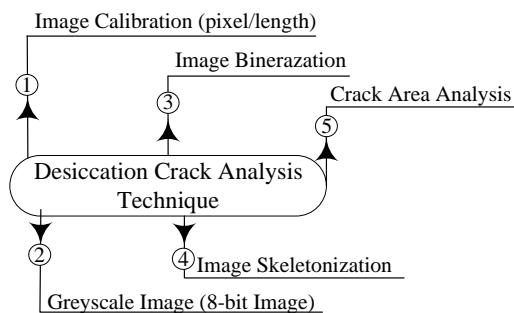 Image Calibration (pixel/length)
1
Image Binerazation
3
Crack Area Analysis
5
Desiccation Crack Analysis
Technique
2
4
Image Skeletonization
Greyscale Image (8-bit Image)